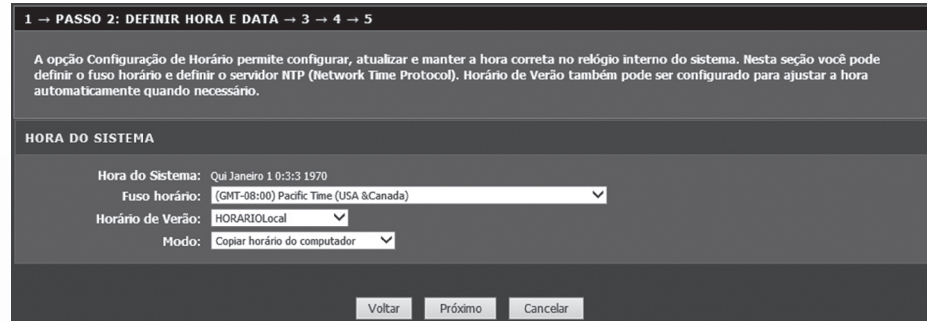 1 → PASSO 2: DEFINIR HORA E DATA → 3 → 4 → 5
A opção Configuração de Horário permite configurar, atualizar e manter a hora correta no relógio interno do sistema. Nesta seção você pode
definir o fuso horário e definir o servidor NTP (Network Time Protocol). Horário de Verão também pode ser configurado para ajustar a hora
automaticamente quando necessário.
HORA DO SISTEMA
Hora do Sistema: Qui Janeiro 1 0:3:3 1970
Fuso horário: (GMT-08:00) Pacific Time (USA &Canada)
Horário de Verão: HORARIOLocal
Modo: Copiar horário do computador
Voltar Próximo Cancelar